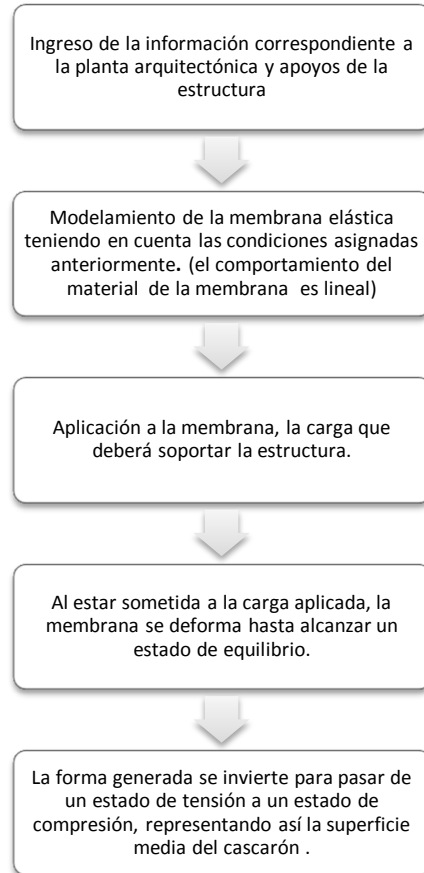 Ingreso de la información correspondiente a
la planta arquitectónica y apoyos de la
estructura
Modelamiento de la membrana elástica
teniendo en cuenta las condiciones asignadas
anteriormente. (el comportamiento del
material de la membrana es lineal)
Aplicación a la membrana, la carga que
deberá soportar la estructura.
Al estar sometida a la carga aplicada, la
membrana se deforma hasta alcanzar un
estado de equilibrio.
La forma generada se invierte para pasar de
un estado de tensión a un estado de
compresión, representando así la superficie
media del cascarón .